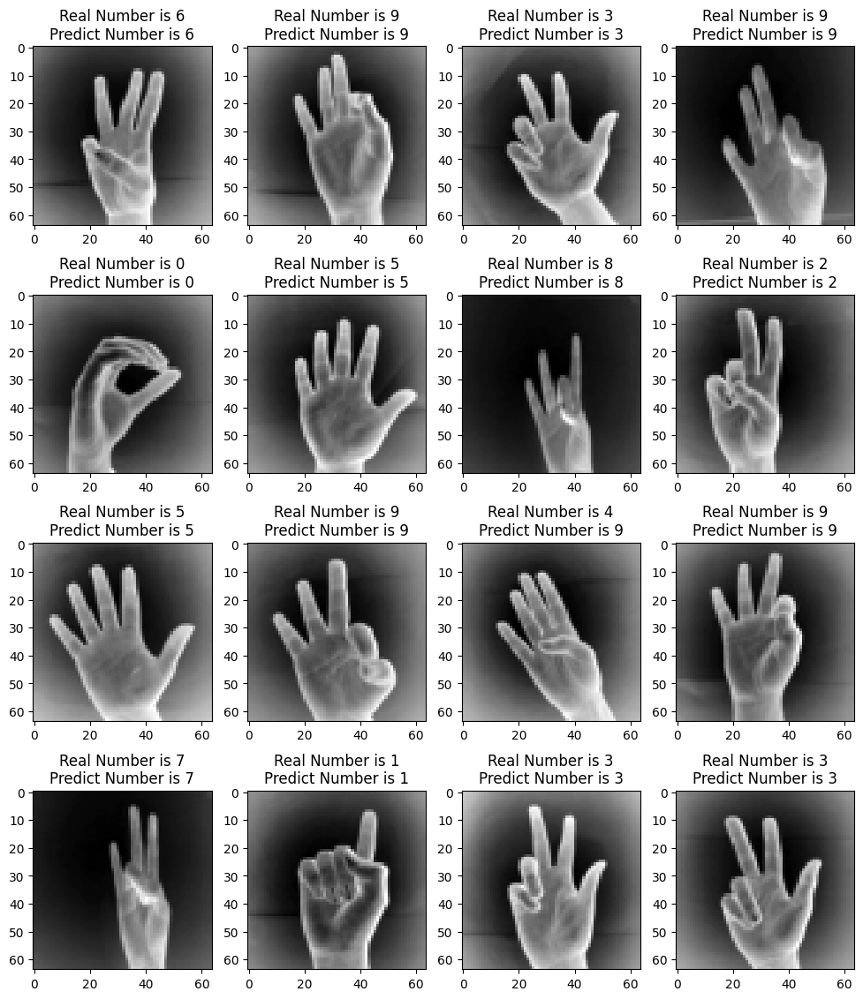 Real Number is 6
Predict Number is 6
0
10
20
30
40
50
60
0 20 40 60
Real Number is 9
Predict Number is 9
0
10
20
30
40
50
60
0 20 40 60
Real Number is 3
Predict Number is 3
0
10
20
30
40
50
60
0 20 40 60
Real Number is 9
Predict Number is 9
0
10
20
30
40
50
60
0 20 40 60
Real Number is 0
Predict Number is 0
0
10
20
30
40
50
60
0 20 40 60
Real Number is 5
Predict Number is 5
0
10
20
30
40
50
60
0 20 40 60
Real Number is 8
Predict Number is 8
0
10
20
30
40
50
60
0 20 40 60
Real Number is 2
Predict Number is 2
0
10
20
30
40
50
60
0 20 40 60
Real Number is 5
Predict Number is 5
0
10
20
30
40
50
60
0 20 40 60
Real Number is 9
Predict Number is 9
0
10
20
30
40
50
60
0 20 40 60
Real Number is 4
Predict Number is 9
0
10
20
30
40
50
60
0 20 40 60
Real Number is 9
Predict Number is 9
0
10
20
30
40
50
60
0 20 40 60
Real Number is 7
Predict Number is 7
0
10
20
30
40
50
60
0 20 40 60
Real Number is 1
Predict Number is 1
0
10
20
30
40
50
60
0 20 40 60
Real Number is 3
Predict Number is 3
0
10
20
30
40
50
60
0 20 40 60
Real Number is 3
Predict Number is 3
0
10
20
30
40
50
60
0 20 40 60